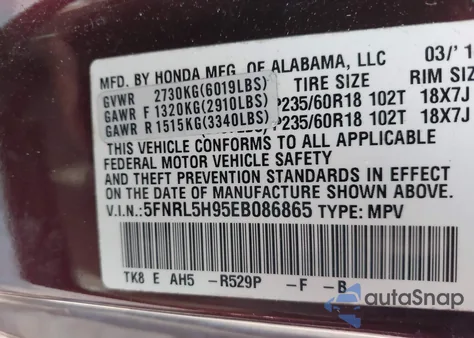 MFD. BY HONDA MFG. OF ALABAMA, LLC 03/'1
TIRE SIZE RIM SIZE
GVWR 2730KG(6019LBS)
GAWR F 1320KG(2910LBS) P235/60R18 102T 18X7J
GAWR R 1515KG(3340LBS) P235/60R18 102T 18X7J
THIS VEHICLE CONFORMS TO ALL APPLICABLE
FEDERAL MOTOR VEHICLE SAFETY
AND THEFT PREVENTION STANDARDS IN EFFECT
ON THE DATE OF MANUFACTURE SHOWN ABOVE.
V.I.N.:5FNRL5H95EB086865 TYPE: MPV
TK8 E AH5 -R529P -F -B
autoSnap